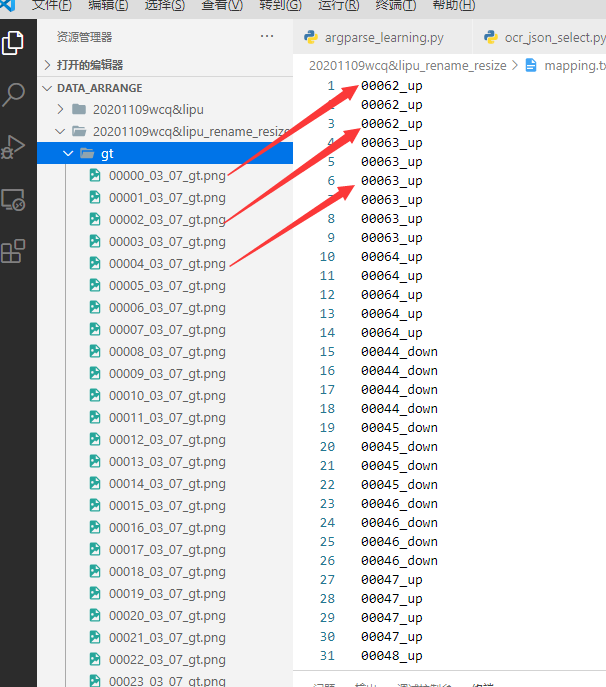 文件(F) 编辑(E) 选择(S) 查看(V) 转到(G) 运行(R) 终端(T) 帮助(H)
资源管理器 ···
argparse_learning.py
ocr_json_select.py
打开的编辑器
20201109wcq&lipu_rename_resize > mapping.tx
DATA_ARRANGE
20201109wcq&lipu
20201109wcq&lipu_rename_resize
gt
00000_03_07_gt.png
00001_03_07_gt.png
00002_03_07_gt.png
00003_03_07_gt.png
00004_03_07_gt.png
00005_03_07_gt.png
00006_03_07_gt.png
00007_03_07_gt.png
00008_03_07_gt.png
00009_03_07_gt.png
00010_03_07_gt.png
00011_03_07_gt.png
00012_03_07_gt.png
00013_03_07_gt.png
00014_03_07_gt.png
00015_03_07_gt.png
00016_03_07_gt.png
00017_03_07_gt.png
00018_03_07_gt.png
00019_03_07_gt.png
00020_03_07_gt.png
00021_03_07_gt.png
00022_03_07_gt.png
00023_03_07_gt.png
1 00062_up
2 00062_up
3 00062_up
4 00063_up
5 00063_up
6 00063_up
7 00063_up
8 00063_up
9 00063_up
10 00064_up
11 00064_up
12 00064_up
13 00064_up
14 00064_up
15 00044_down
16 00044_down
17 00044_down
18 00044_down
19 00045_down
20 00045_down
21 00045_down
22 00045_down
23 00046_down
24 00046_down
25 00046_down
26 00046_down
27 00047_up
28 00047_up
29 00047_up
30 00047_up
31 00048_up